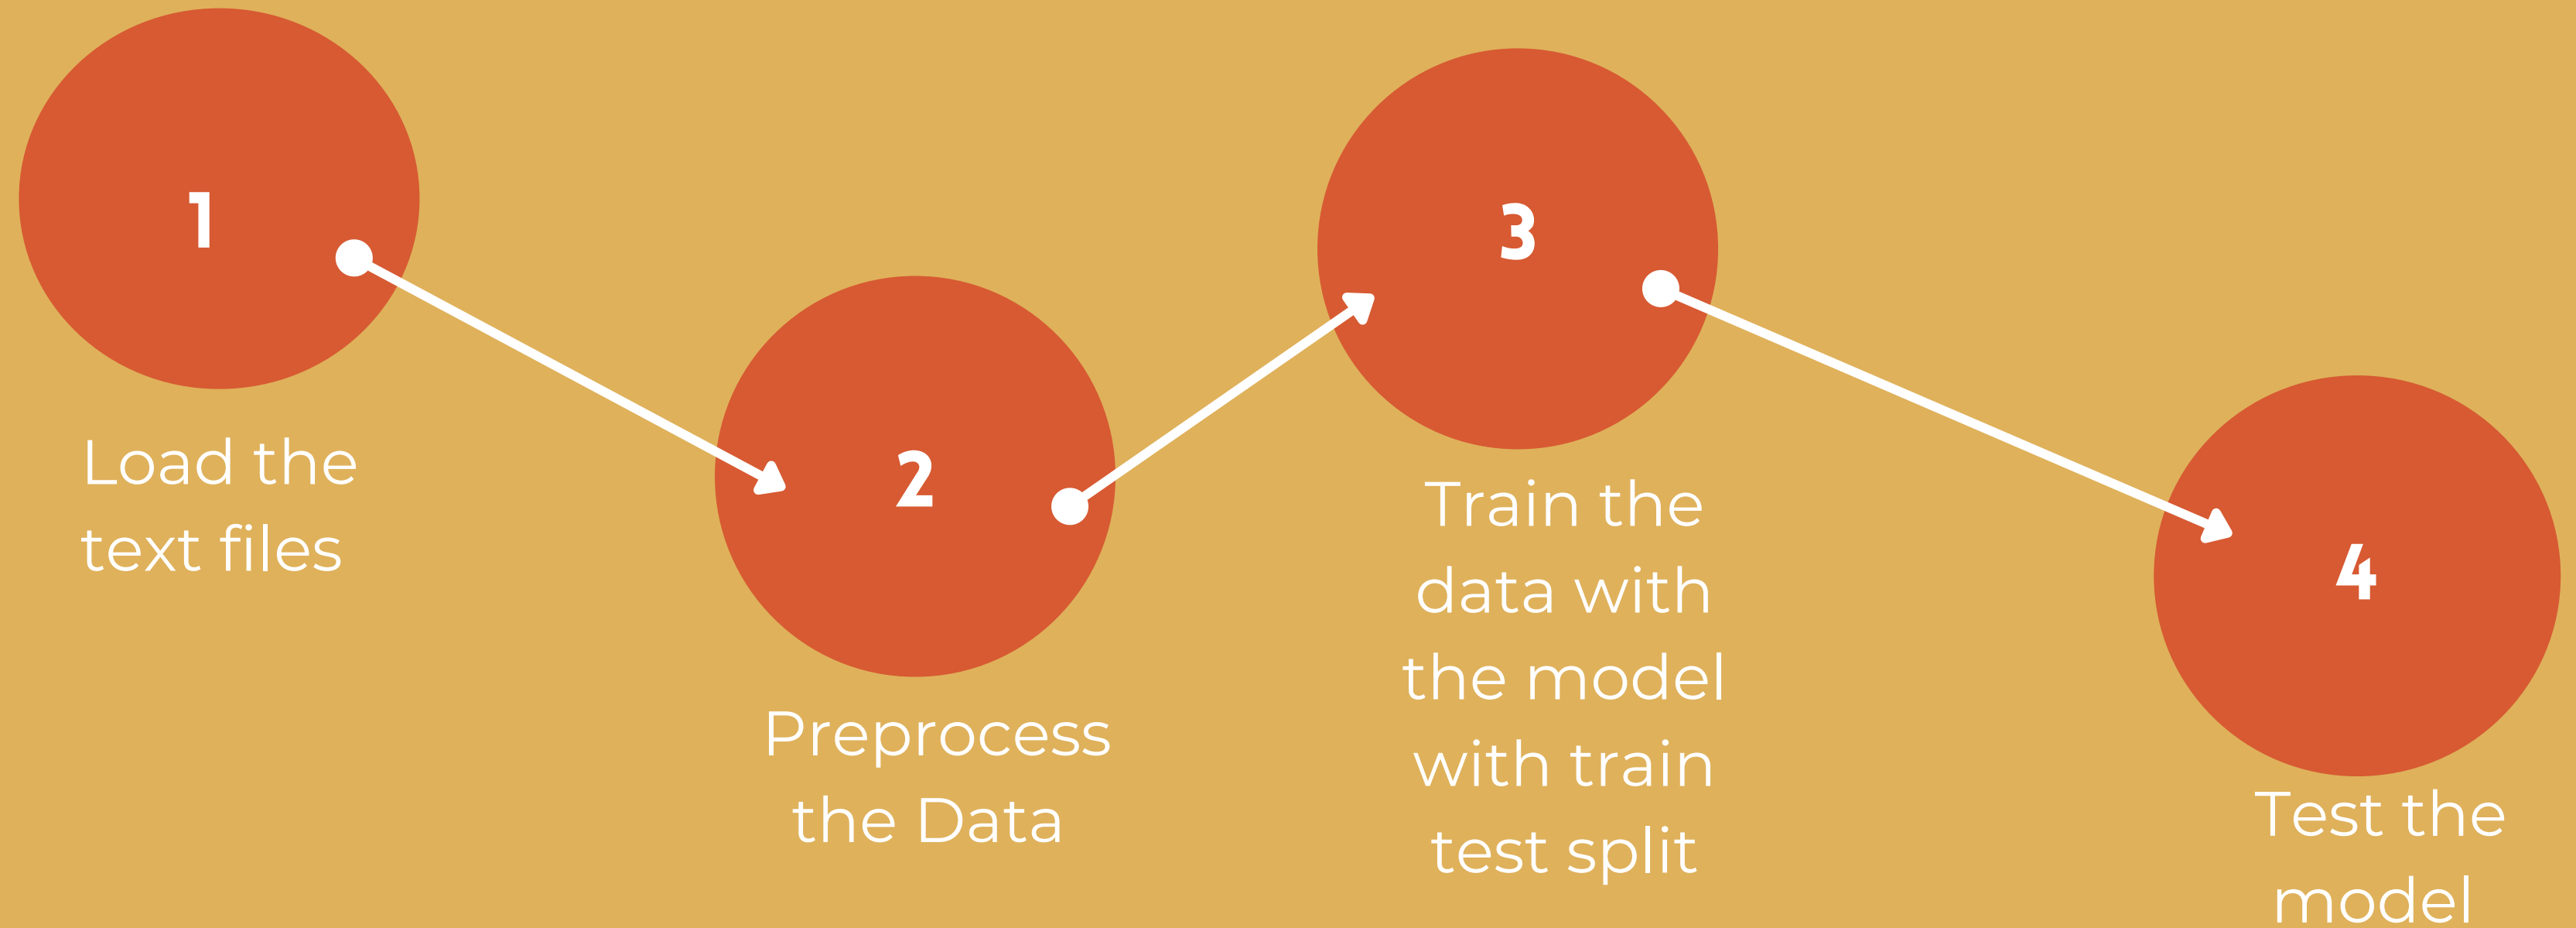 1
Load the
text files
2
Preprocess
the Data
3
Train the
data with
the model
with train
test split
4
Test the
model